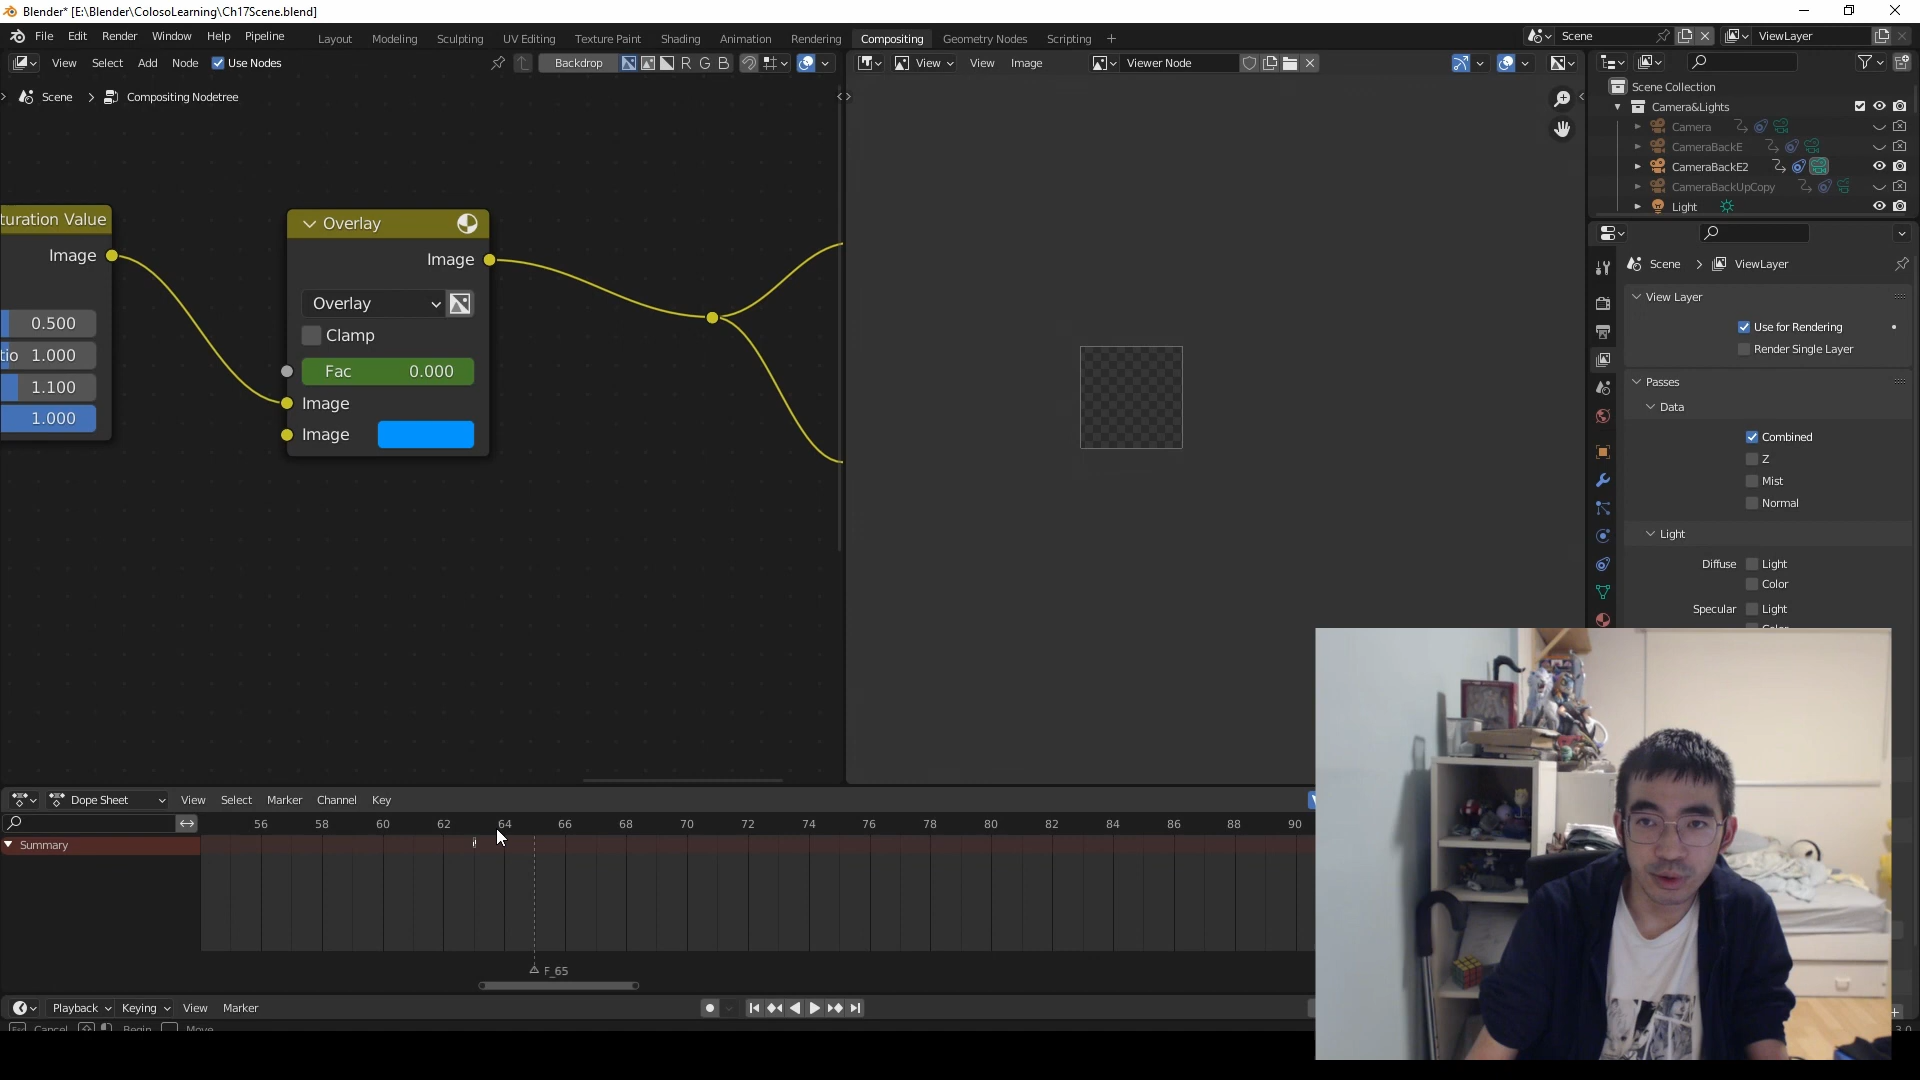 Blender* [E:\Blender\ColosoLearning\Ch17Scene.blend]
File Edit Render Window Help Pipeline
Layout Modeling Sculpting UV Editing Texture Paint Shading Animation Rendering Compositing Geometry Nodes Scripting +
Scene
ViewLayer
View Select Add Node Use Nodes
Backdrop
R G B
View View Image
Viewer Node
Scene > Compositing Nodetree
turation Value
Image
0.500
tio 1.000
1.100
1.000
Overlay
Image
Overlay
Clamp
Fac 0.000
Image
Image
Scene Collection
Camera&Lights
Camera
CameraBackE
CameraBackE2
CameraBackUpCopy
Light
Scene > ViewLayer
View Layer
Use for Rendering
Render Single Layer
Passes
Data
Combined
Z
Mist
Normal
Light
Diffuse Light
Color
Specular Light
Dope Sheet View Select Marker Channel Key
56 58 60 62 64 66 68 70 72 74 76 78 80 82 84 86 88 90
Summary
F_65
Playback Keying View Marker